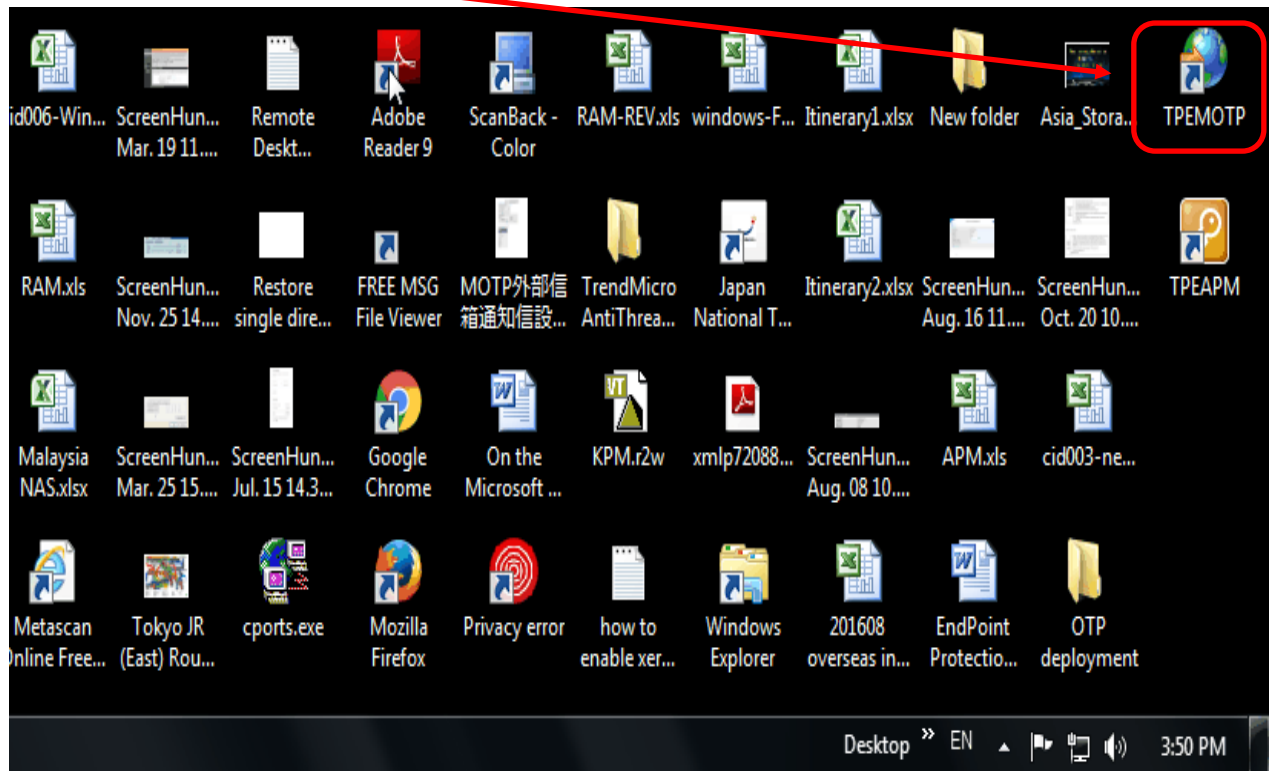 id006-Win...
ScreenHun...
Mar. 19 11....
Remote
Deskt...
Adobe
Reader 9
ScanBack -
Color
RAM-REV.xls
windows-F...
Itinerary1.xlsx
New folder
Asia_Stora...
TPEMOTP
RAM.xls
ScreenHun...
Nov. 25 14....
Restore
single dire...
FREE MSG
File Viewer
MOTP外部信
箱通知信設...
TrendMicro
AntiThrea...
Japan
National T...
Itinerary2.xlsx
ScreenHun...
Aug. 16 11....
ScreenHun...
Oct. 20 10....
TPEAPM
Malaysia
NAS.xlsx
ScreenHun...
Mar. 25 15....
ScreenHun...
Jul. 15 14.3...
Google
Chrome
On the
Microsoft ...
VT
KPM.r2w
xmlp72088...
ScreenHun...
Aug. 08 10....
APM.xls
cid003-ne...
Metascan
Online Free...
Tokyo JR
(East) Rou...
cports.exe
Mozilla
Firefox
Privacy error
how to
enable xer...
Windows
Explorer
201608
overseas in...
EndPoint
Protectio...
OTP
deployment
Desktop » EN 3:50 PM